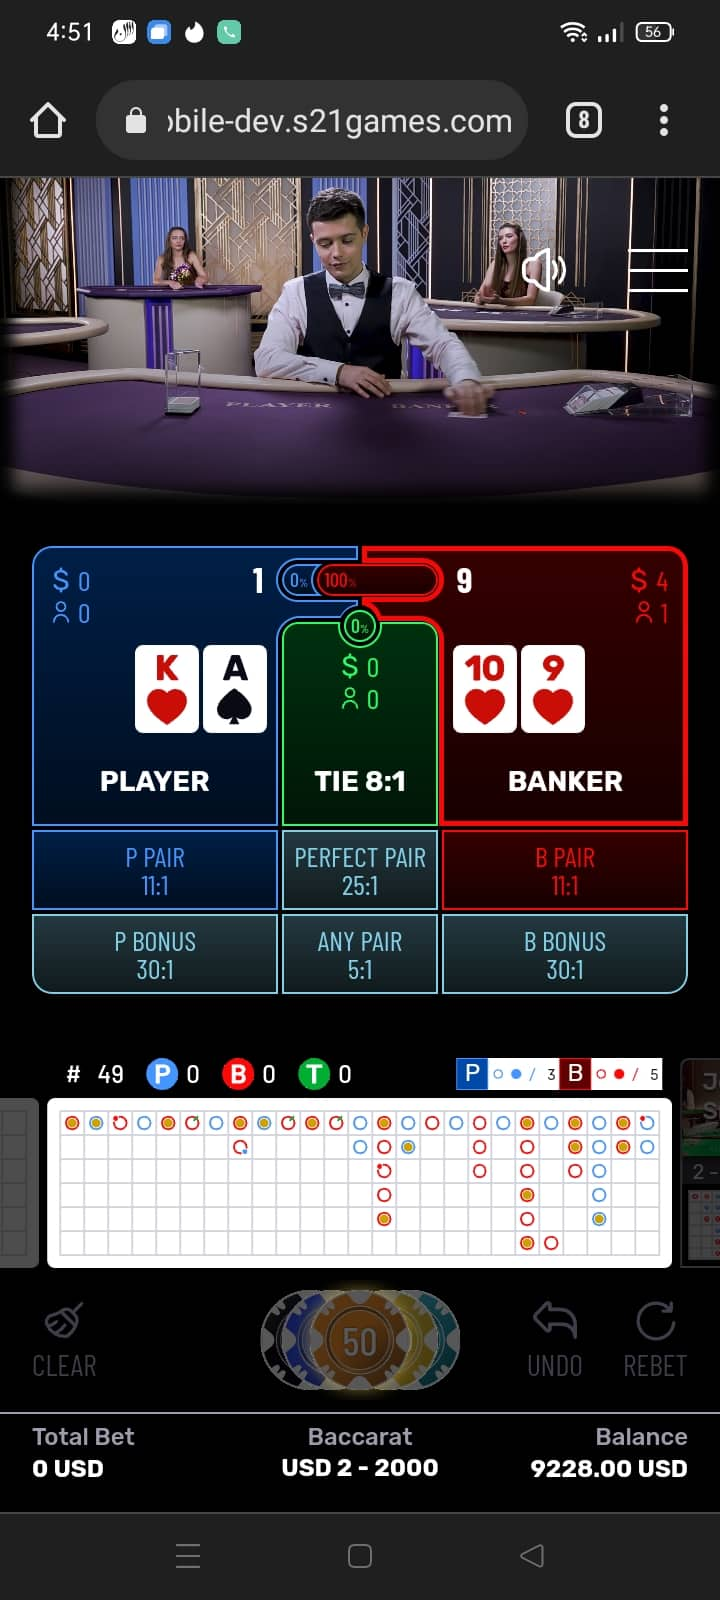 4:51
56
obile-dev.s21games.com
8
PLAYER
$ 0
0
1
0%
100%
9
$ 4
1
0%
$ 0
0
K
A
10
9
PLAYER
TIE 8:1
BANKER
P PAIR
11:1
PERFECT PAIR
25:1
B PAIR
11:1
P BONUS
30:1
ANY PAIR
5:1
B BONUS
30:1
# 49
P 0
B 0
T 0
P / 3
B / 5
2 -
50
CLEAR
UNDO
REBET
Total Bet
0 USD
Baccarat
USD 2 - 2000
Balance
9228.00 USD